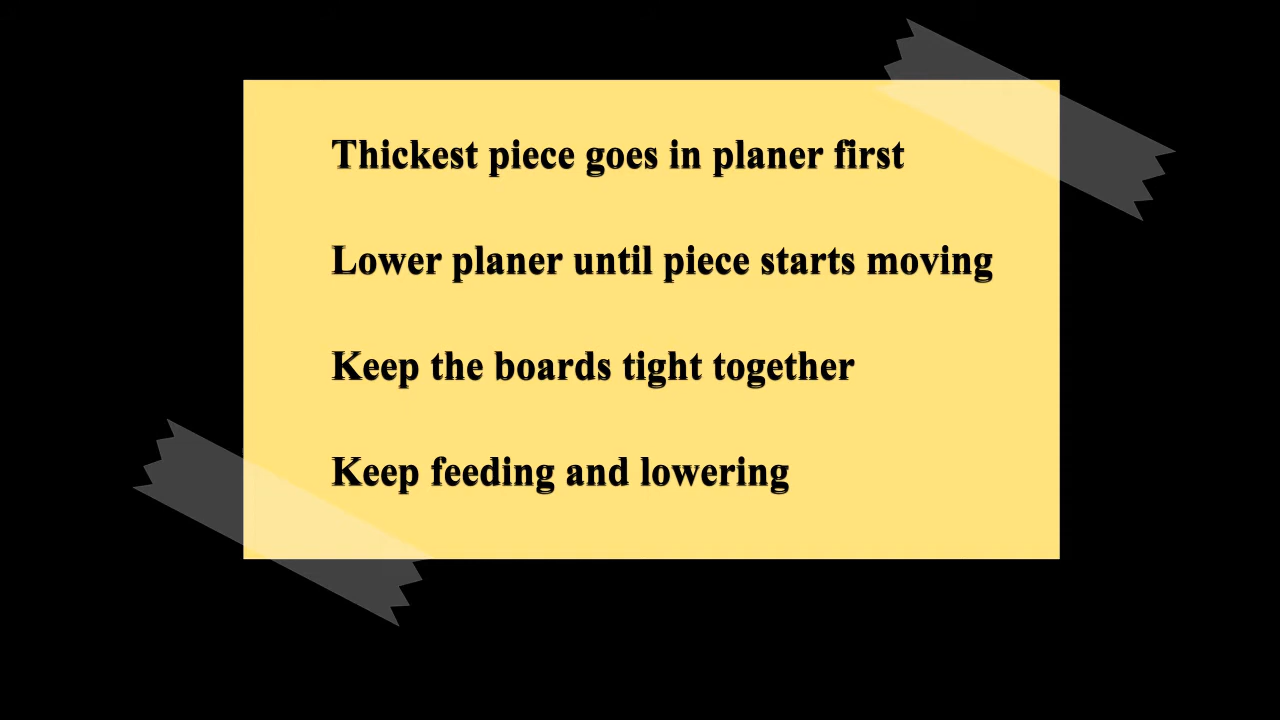 Thickest piece goes in planer first
Lower planer until piece starts moving
Keep the boards tight together
Keep feeding and lowering